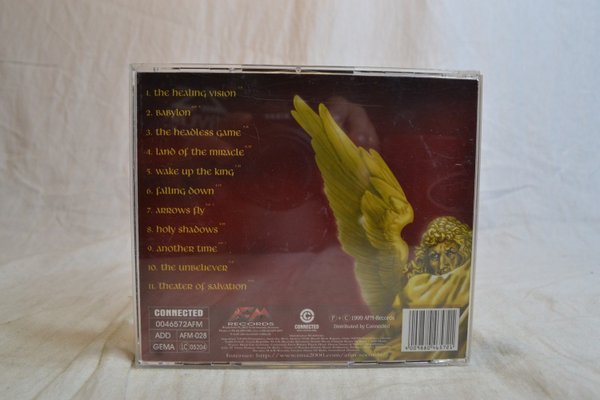 1. the healing vision
2. Babylon
3. the headless game
4. Land of the miracle
5. wake up the king
6. falling down
7. arrows fly
8. holy shadows
9. another time
10. the unbeliever
11. theater of salvation
CONNECTED
0046572AFM
ADD AFM-028
GEMA LC 05204
AFM
RECORDS
CONNECTED
P + C 1999 AFM-Records
Distributed by Connected